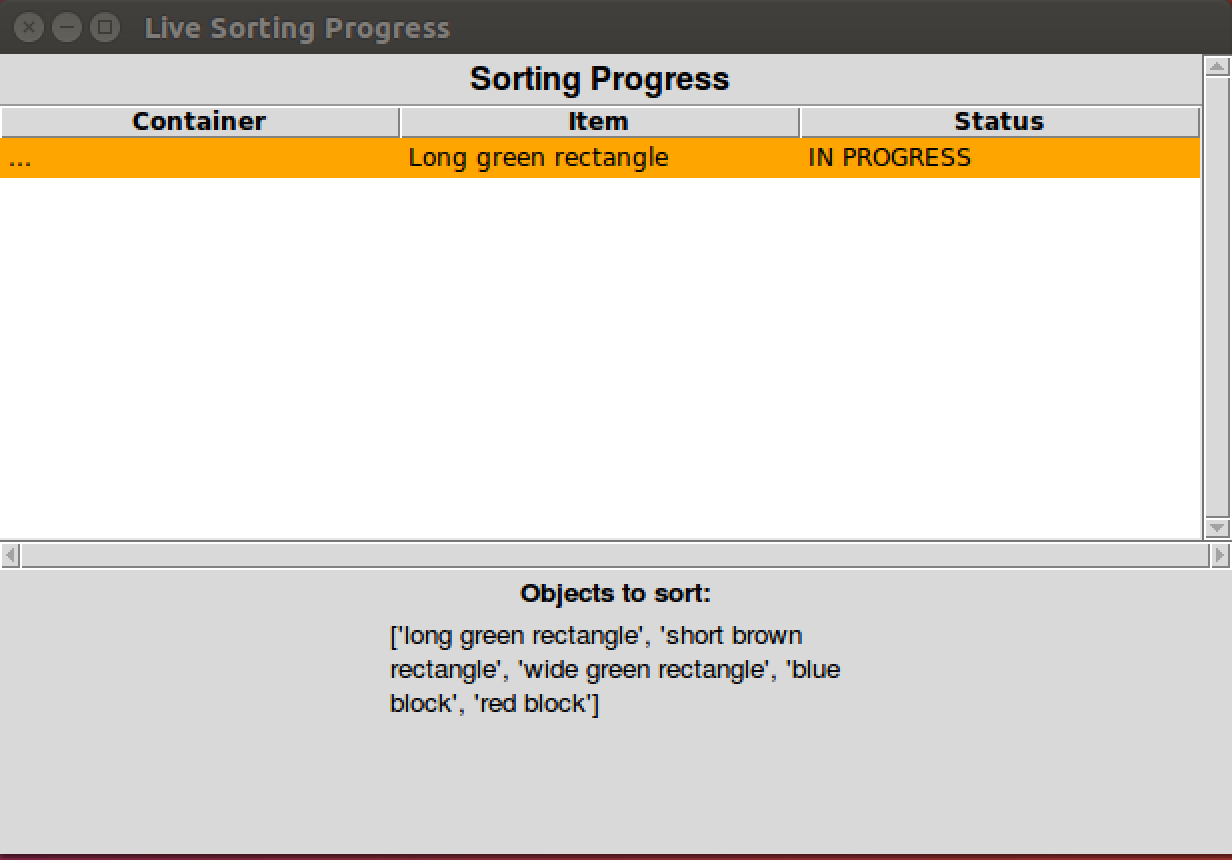 Live Sorting Progress
Sorting Progress
Container Item Status
... Long green rectangle IN PROGRESS
Objects to sort:
['long green rectangle', 'short brown
rectangle', 'wide green rectangle', 'blue
block', 'red block']